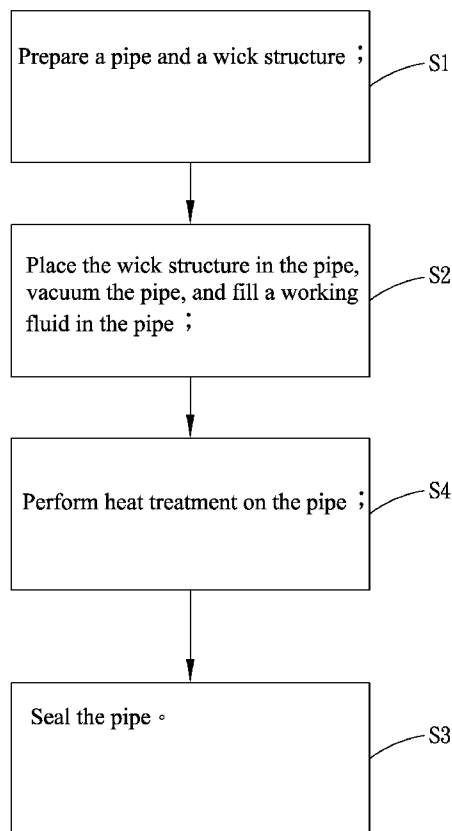 Prepare a pipe and a wick structure；
S1
Place the wick structure in the pipe,
vacuum the pipe, and fill a working
fluid in the pipe；
S2
Perform heat treatment on the pipe；
S4
Seal the pipe。
S3